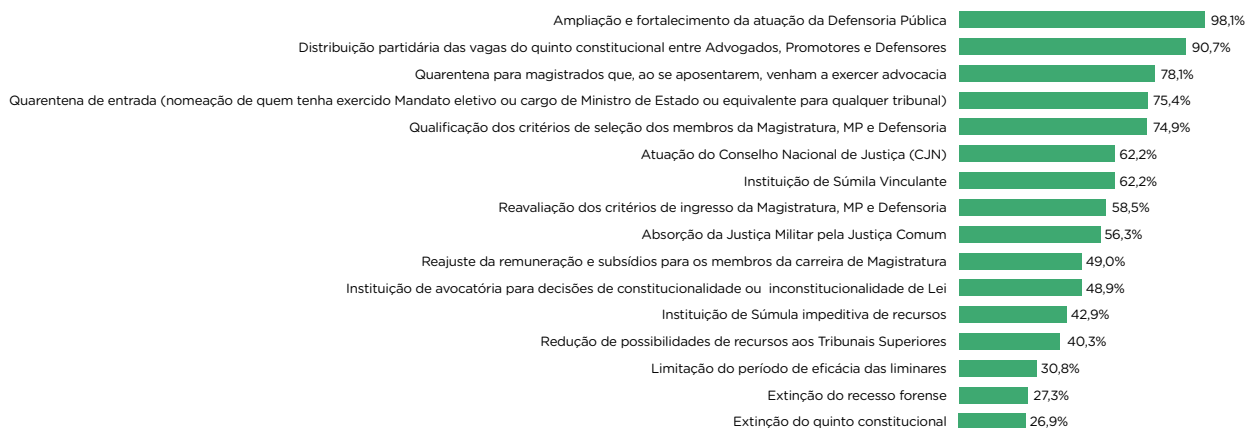 Ampliação e fortalecimento da atuação da Defensoria Pública 98,1%
Distribuição partidária das vagas do quinto constitucional entre Advogados, Promotores e Defensores 90,7%
Quarentena para magistrados que, ao se aposentarem, venham a exercer advocacia 78,1%
Quarentena de entrada (nomeação de quem tenha exercido Mandato eletivo ou cargo de Ministro de Estado ou equivalente para qualquer tribunal) 75,4%
Qualificação dos critérios de seleção dos membros da Magistratura, MP e Defensoria 74,9%
Atuação do Conselho Nacional de Justiça (CJN) 62,2%
Instituição de Súmila Vinculante 62,2%
Reavaliação dos critérios de ingresso da Magistratura, MP e Defensoria 58,5%
Absorção da Justiça Militar pela Justiça Comum 56,3%
Reajuste da remuneração e subsídios para os membros da carreira de Magistratura 49,0%
Instituição de avocatória para decisões de constitucionalidade ou inconstitucionalidade de Lei 48,9%
Instituição de Súmula impeditiva de recursos 42,9%
Redução de possibilidades de recursos aos Tribunais Superiores 40,3%
Limitação do período de eficácia das liminares 30,8%
Extinção do recesso forense 27,3%
Extinção do quinto constitucional 26,9%